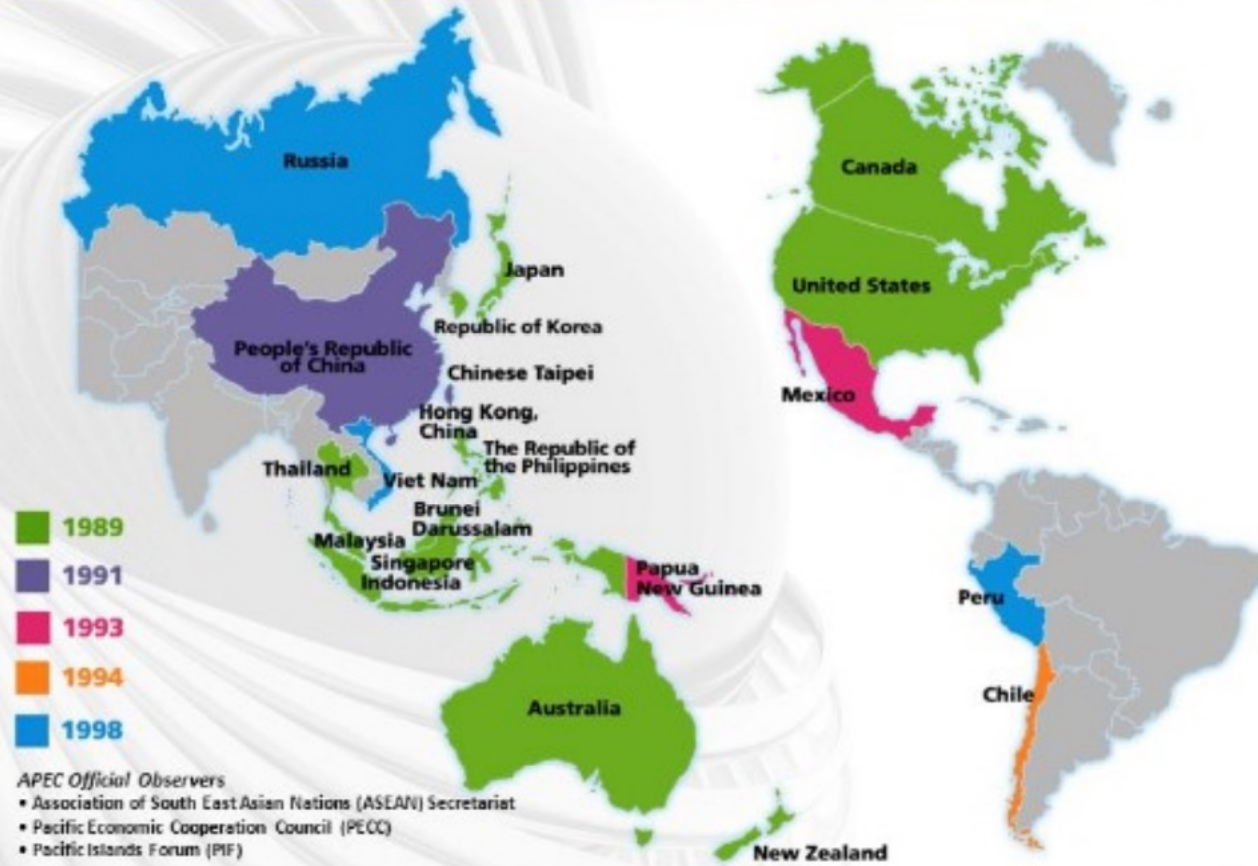 Russia
Canada
Japan
United States
Republic of Korea
People's Republic
of China
Chinese Taipei
Mexico
Hong Kong,
China
The Republic of
the Philippines
Thailand
Viet Nam
Brunei
Darussalam
Malaysia
Singapore
Indonesia
Papua
New Guinea
Peru
Chile
Australia
New Zealand
1989
1991
1993
1994
1998
APEC Official Observers
• Association of South East Asian Nations (ASEAN) Secretariat
• Pacific Economic Cooperation Council (PECC)
• Pacific Islands Forum (PIF)